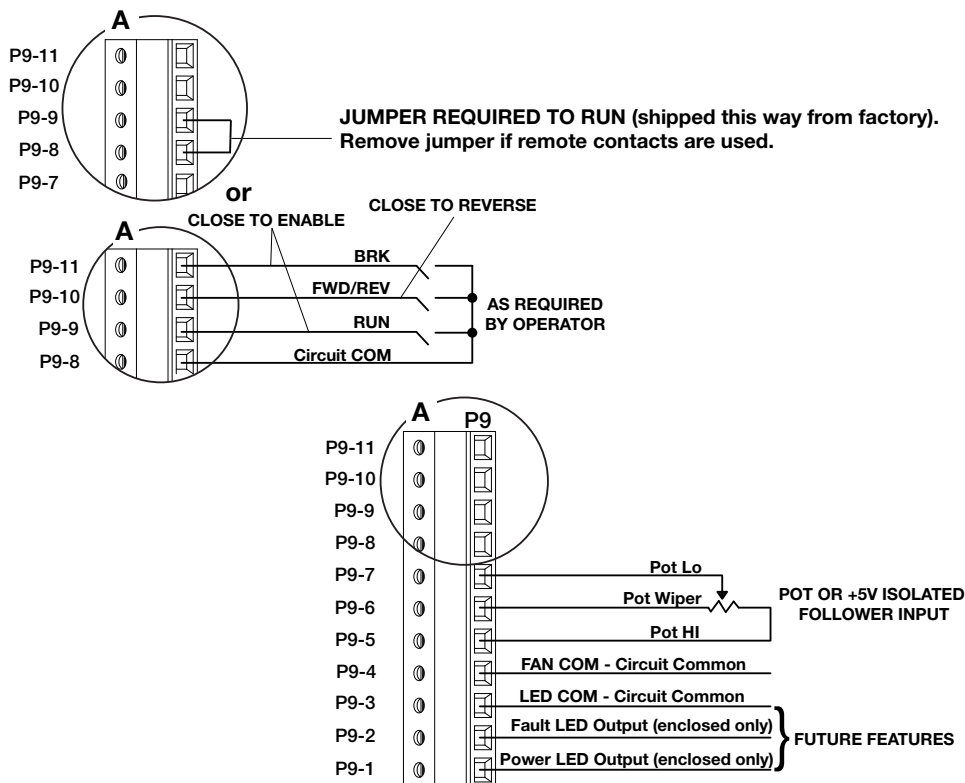 A
P9-11
P9-10
P9-9
P9-8
P9-7
JUMPER REQUIRED TO RUN (shipped this way from factory).
Remove jumper if remote contacts are used.
or
CLOSE TO ENABLE
CLOSE TO REVERSE
A
P9-11
BRK
P9-10
FWD/REV
P9-9
RUN
P9-8
Circuit COM
AS REQUIRED
BY OPERATOR
A
P9
P9-11
P9-10
P9-9
P9-8
P9-7
Pot Lo
P9-6
Pot Wiper
P9-5
Pot HI
POT OR +5V ISOLATED
FOLLOWER INPUT
P9-4
FAN COM - Circuit Common
P9-3
LED COM - Circuit Common
P9-2
Fault LED Output (enclosed only)
P9-1
Power LED Output (enclosed only)
FUTURE FEATURES